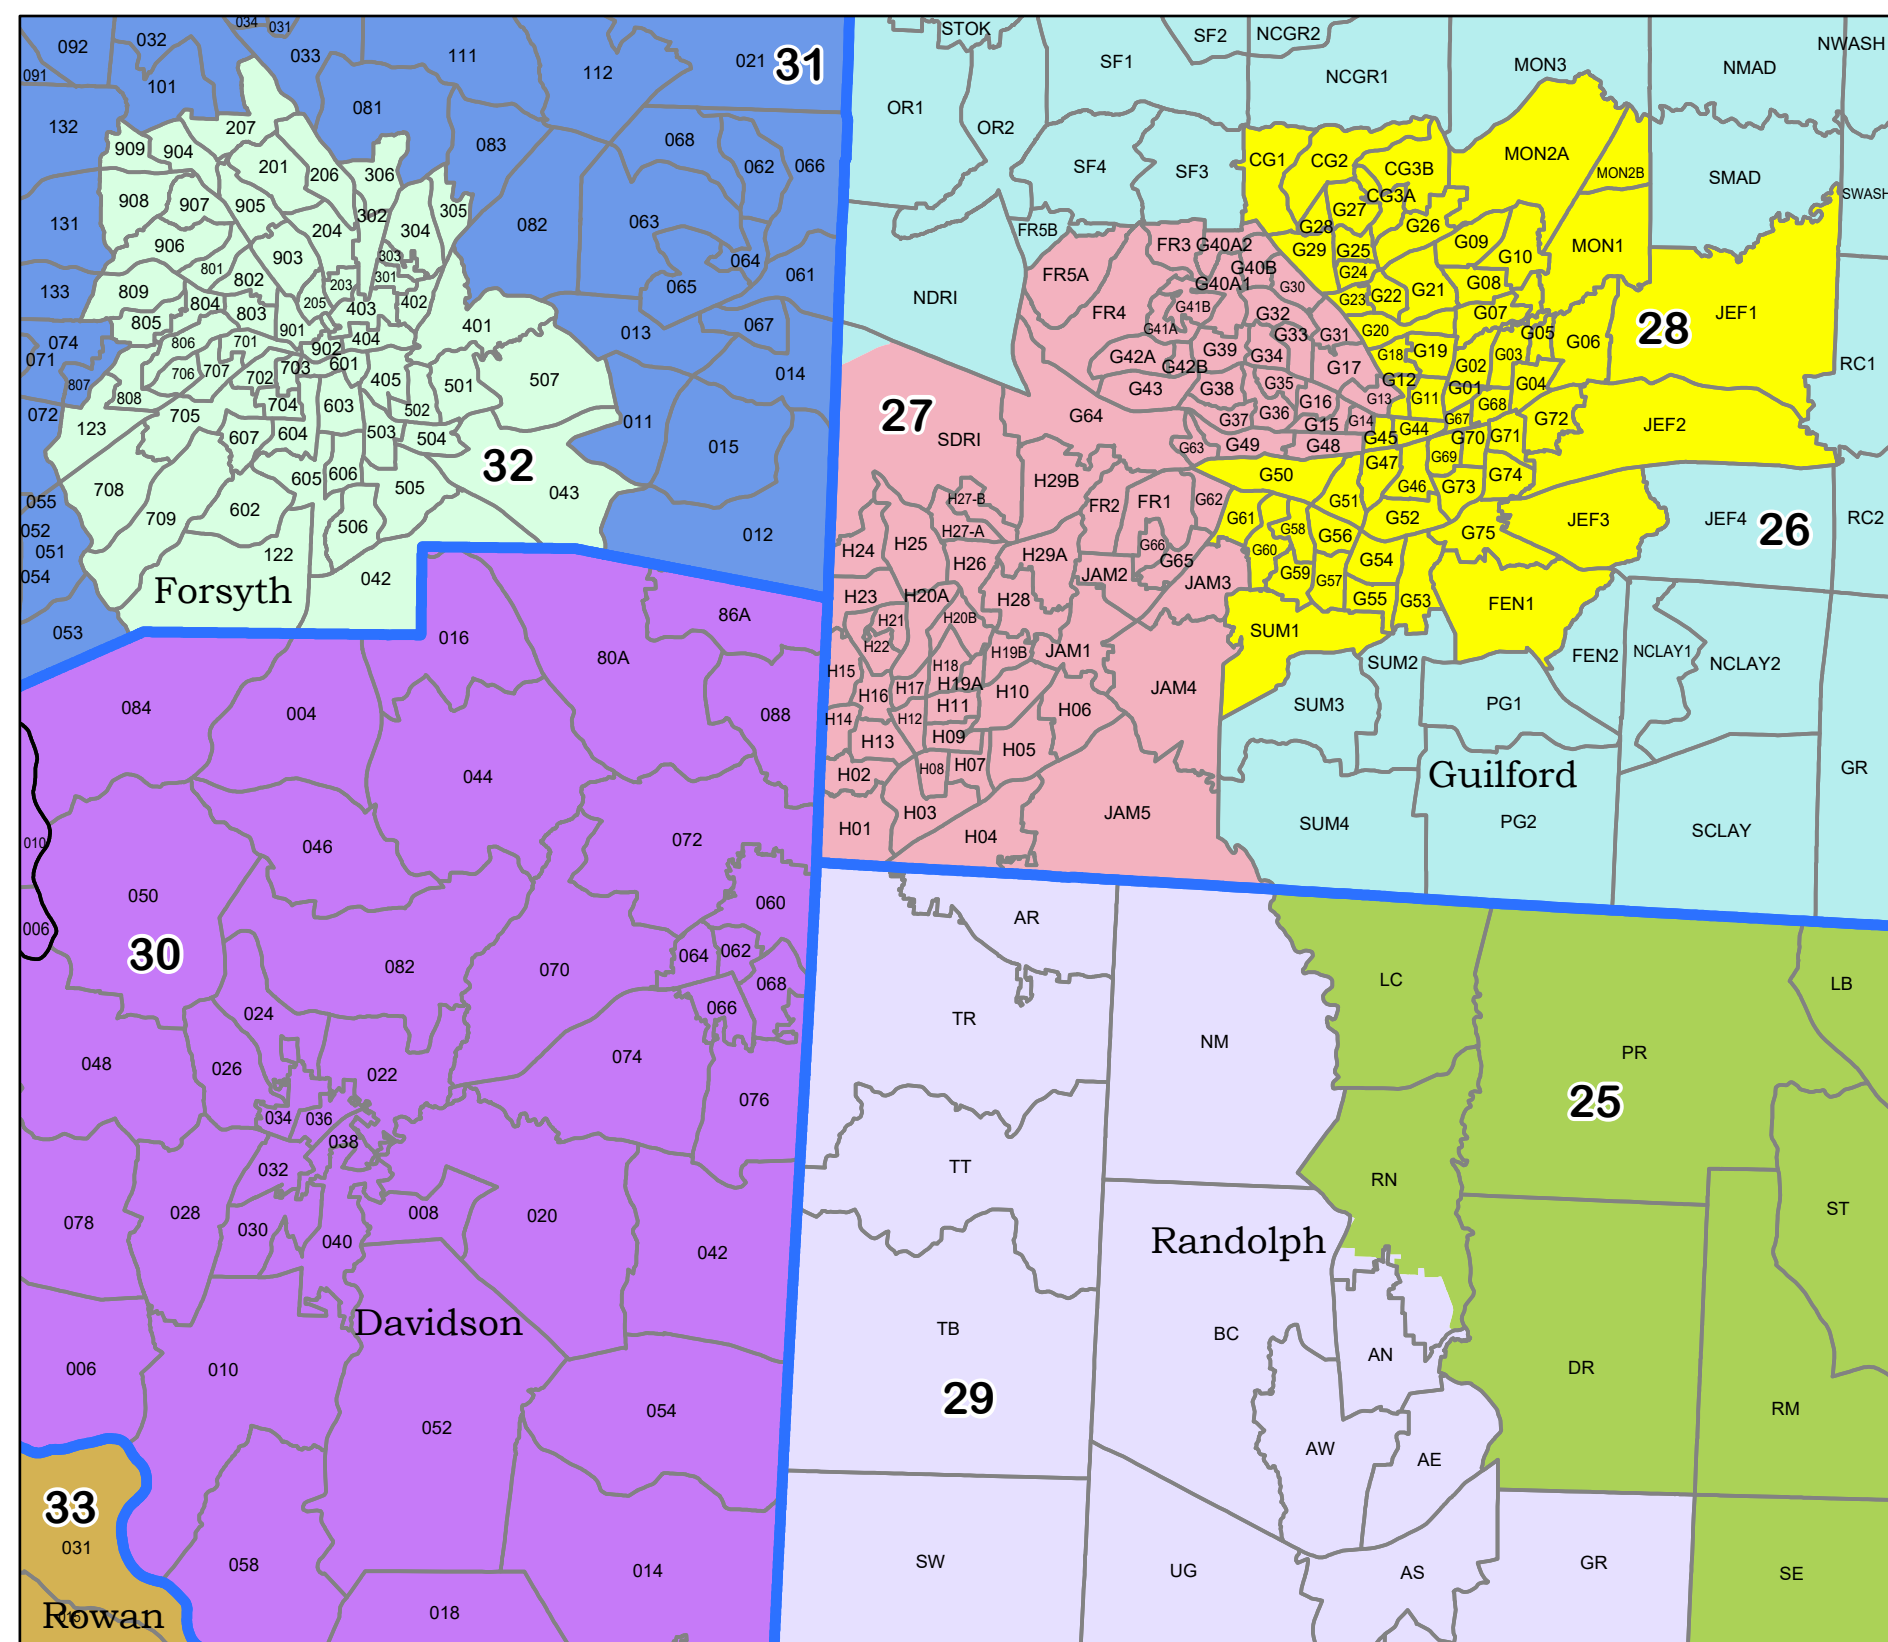 034
031
092
032
033
111
112
021
31
091
101
081
132
207
083
068
062
066
909
904
201
206
306
908
907
905
302
305
304
131
204
082
063
906
303
903
064
801
802
203
301
061
133
809
804
205
403
402
065
805
803
901
401
013
067
074
806
701
902
404
071
703
601
706
707
702
405
501
507
014
807
808
704
603
502
072
705
011
123
607
604
503
504
015
32
605
606
505
043
708
602
055
709
506
052
051
122
012
054
Forsyth
042
053
STOK
SF2
NCGR2
NWASH
SF1
NCGR1
MON3
NMAD
OR1
OR2
SF4
SF3
CG1
CG2
CG3B
MON2A
MON2B
SMAD
CG3A
SWASH
G27
G28
G26
FR5B
FR3
G40A2
G29
G25
G09
G10
MON1
FR5A
G40B
G24
G40A1
G30
NDRI
G23
G22
G21
G08
FR4
G41B
G32
G07
JEF1
28
G41A
G33
G31
G20
G05
G06
G42A
G39
G34
G18
G19
G03
G42B
G17
G02
RC1
G43
G38
G35
G12
G01
G04
27
G64
G37
G36
G16
G13
G11
G68
SDRI
G15
G14
G67
G72
JEF2
G63
G49
G48
G45
G44
G70
G71
G47
G69
H29B
G50
G46
G73
G74
H27-B
FR2
FR1
G62
G51
H27-A
G61
G58
G52
JEF3
JEF4
26
RC2
H24
H25
H29A
G66
G60
G56
G75
H26
G65
G54
JAM2
JAM3
G59
G57
H23
H20A
H28
G55
G53
FEN1
H21
H20B
SUM1
H22
H19B
JAM1
SUM2
FEN2
NCLAY1
NCLAY2
H15
H18
H16
H17
H19A
H10
JAM4
SUM3
PG1
H14
H12
H11
H06
H13
H09
H05
H02
H08
H07
Guilford
GR
H01
H03
H04
JAM5
SUM4
PG2
SCLAY
016
86A
80A
084
004
088
044
010
046
072
050
006
060
30
082
070
064
062
068
066
024
048
026
022
074
076
034
036
038
032
078
028
030
040
008
020
042
Davidson
006
010
052
054
33
031
058
014
018
Rowan
AR
LC
LB
TR
NM
PR
25
TT
RN
ST
Randolph
TB
BC
AN
DR
29
RM
AW
AE
SW
UG
AS
GR
SE